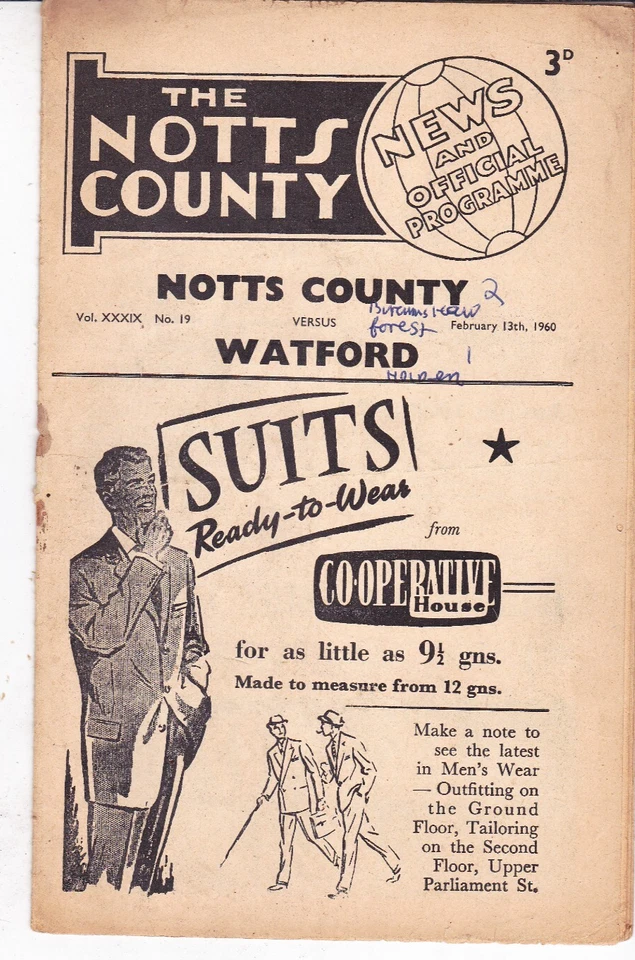 3D
THE
NOTTS
COUNTY
NEWS
AND
OFFICIAL
PROGRAMME
NOTTS COUNTY 2
Vol. XXXIX No. 19 VERSUS forest February 13th, 1960
WATFORD 1
SUITS
Ready-to-Wear
from
CO-OPERATIVE
House
for as little as 9½ gns.
Made to measure from 12 gns.
Make a note to
see the latest
in Men's Wear
— Outfitting on
the Ground
Floor, Tailoring
on the Second
Floor, Upper
Parliament St.